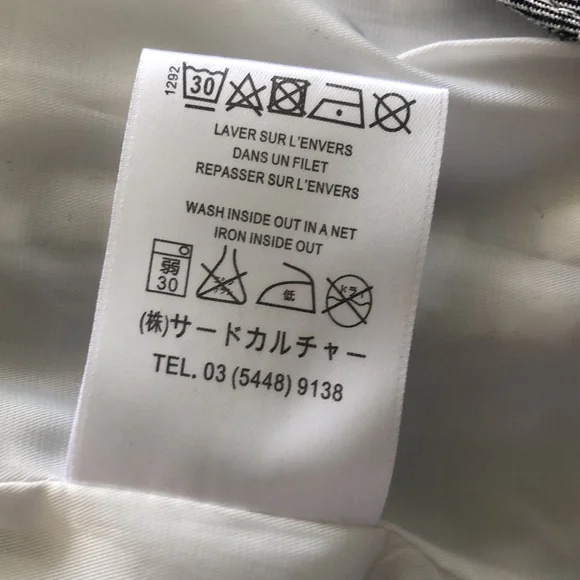 1292
30
LAVER SUR L'ENVERS
DANS UN FILET
REPASSER SUR L'ENVERS
WASH INSIDE OUT IN A NET
IRON INSIDE OUT
弱
30
低
ドライ
(株)サードカルチャー
TEL. 03 (5448) 9138